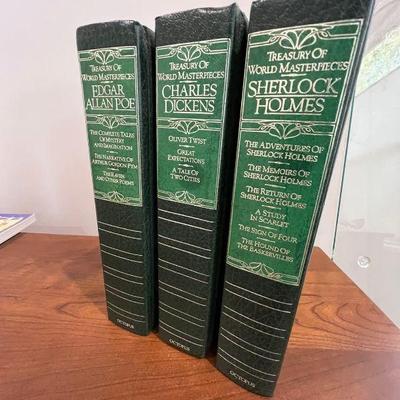 TREASURY OF
WORLD MASTERPIECES
EDGAR
ALLAN POE
THE COMPLETE TALES
OF MYSTERY
AND IMAGINATION
THE NARRATIVE OF
ARTHUR GORDON PYM
THE RAVEN
AND OTHER POEMS
OCTOPUS
TREASURY OF
WORLD MASTERPIECES
CHARLES
DICKENS
OLIVER TWIST
GREAT
EXPECTATIONS
A TALE OF
TWO CITIES
OCTOPUS
TREASURY OF
WORLD MASTERPIECES
SHERLOCK
HOLMES
THE ADVENTURES OF
SHERLOCK HOLMES
THE MEMOIRS OF
SHERLOCK HOLMES
THE RETURN OF
SHERLOCK HOLMES
A STUDY
IN SCARLET
THE SIGN OF FOUR
THE HOUND OF THE
BASKERVILLES
OCTOPUS